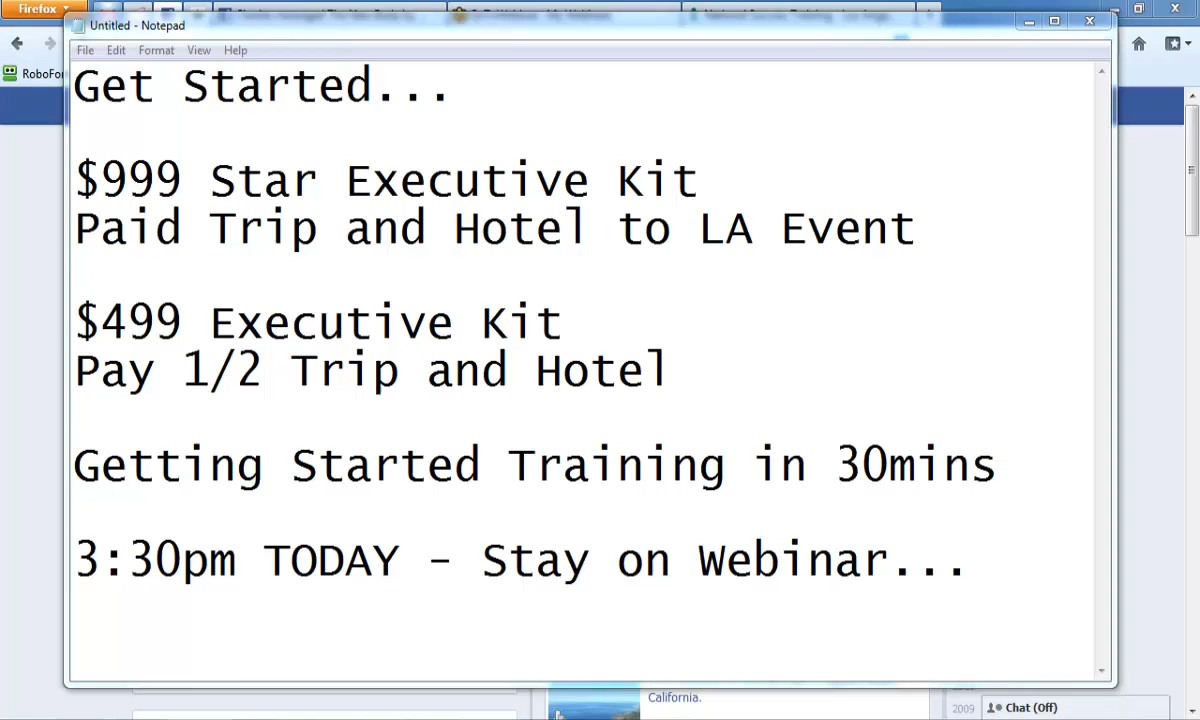 Firefox
Untitled - Notepad
File Edit Format View Help
RoboFor
Get Started...
$999 Star Executive Kit
Paid Trip and Hotel to LA Event
$499 Executive Kit
Pay 1/2 Trip and Hotel
Getting Started Training in 30mins
3:30pm TODAY - Stay on Webinar...
California.
2009
Chat (Off)